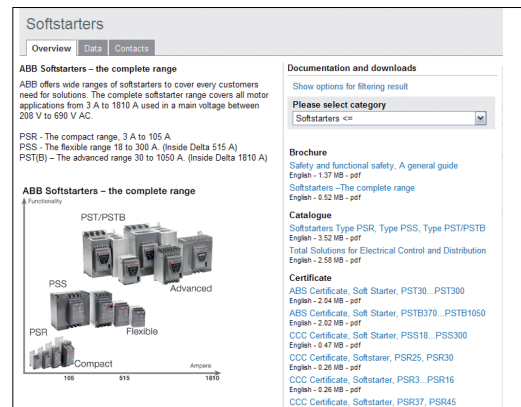 Softstarters
Overview Data Contacts
ABB Softstarters – the complete range
ABB offers wide ranges of softstarters to cover every customers
need for solutions. The complete softstarter range covers all motor
applications from 3 A to 1810 A used in a main voltage between
208 V to 690 V AC.
PSR - The compact range, 3 A to 105 A
PSS - The flexible range 18 to 300 A. (Inside Delta 515 A)
PST(B) – The advanced range 30 to 1050 A. (Inside Delta 1810 A)
ABB Softstarters – the complete range
Functionality
PST/PSTB
Advanced
PSS
Flexible
PSR
Compact
Ampere
105 515 1810
Documentation and downloads
Show options for filtering result
Please select category
Softstarters <=
Brochure
Safety and functional safety, A general guide
English - 1.37 MB - pdf
Softstarters –The complete range
English - 0.52 MB - pdf
Catalogue
Softstarters Type PSR, Type PSS, Type PST/PSTB
English - 3.52 MB - pdf
Total Solutions for Electrical Control and Distribution
English - 2.58 MB - pdf
Certificate
ABS Certificate, Soft Starter, PST30...PST300
English - 2.04 MB - pdf
ABS Certificate, Soft Starter, PSTB370...PSTB1050
English - 2.02 MB - pdf
CCC Certificate, Soft Starter, PSS18...PSS300
English - 0.47 MB - pdf
CCC Certificate, Softstarer, PSR25, PSR30
English - 0.26 MB - pdf
CCC Certificate, Softstarter, PSR3...PSR16
English - 0.26 MB - pdf
CCC Certificate, Softstarter, PSR37, PSR45